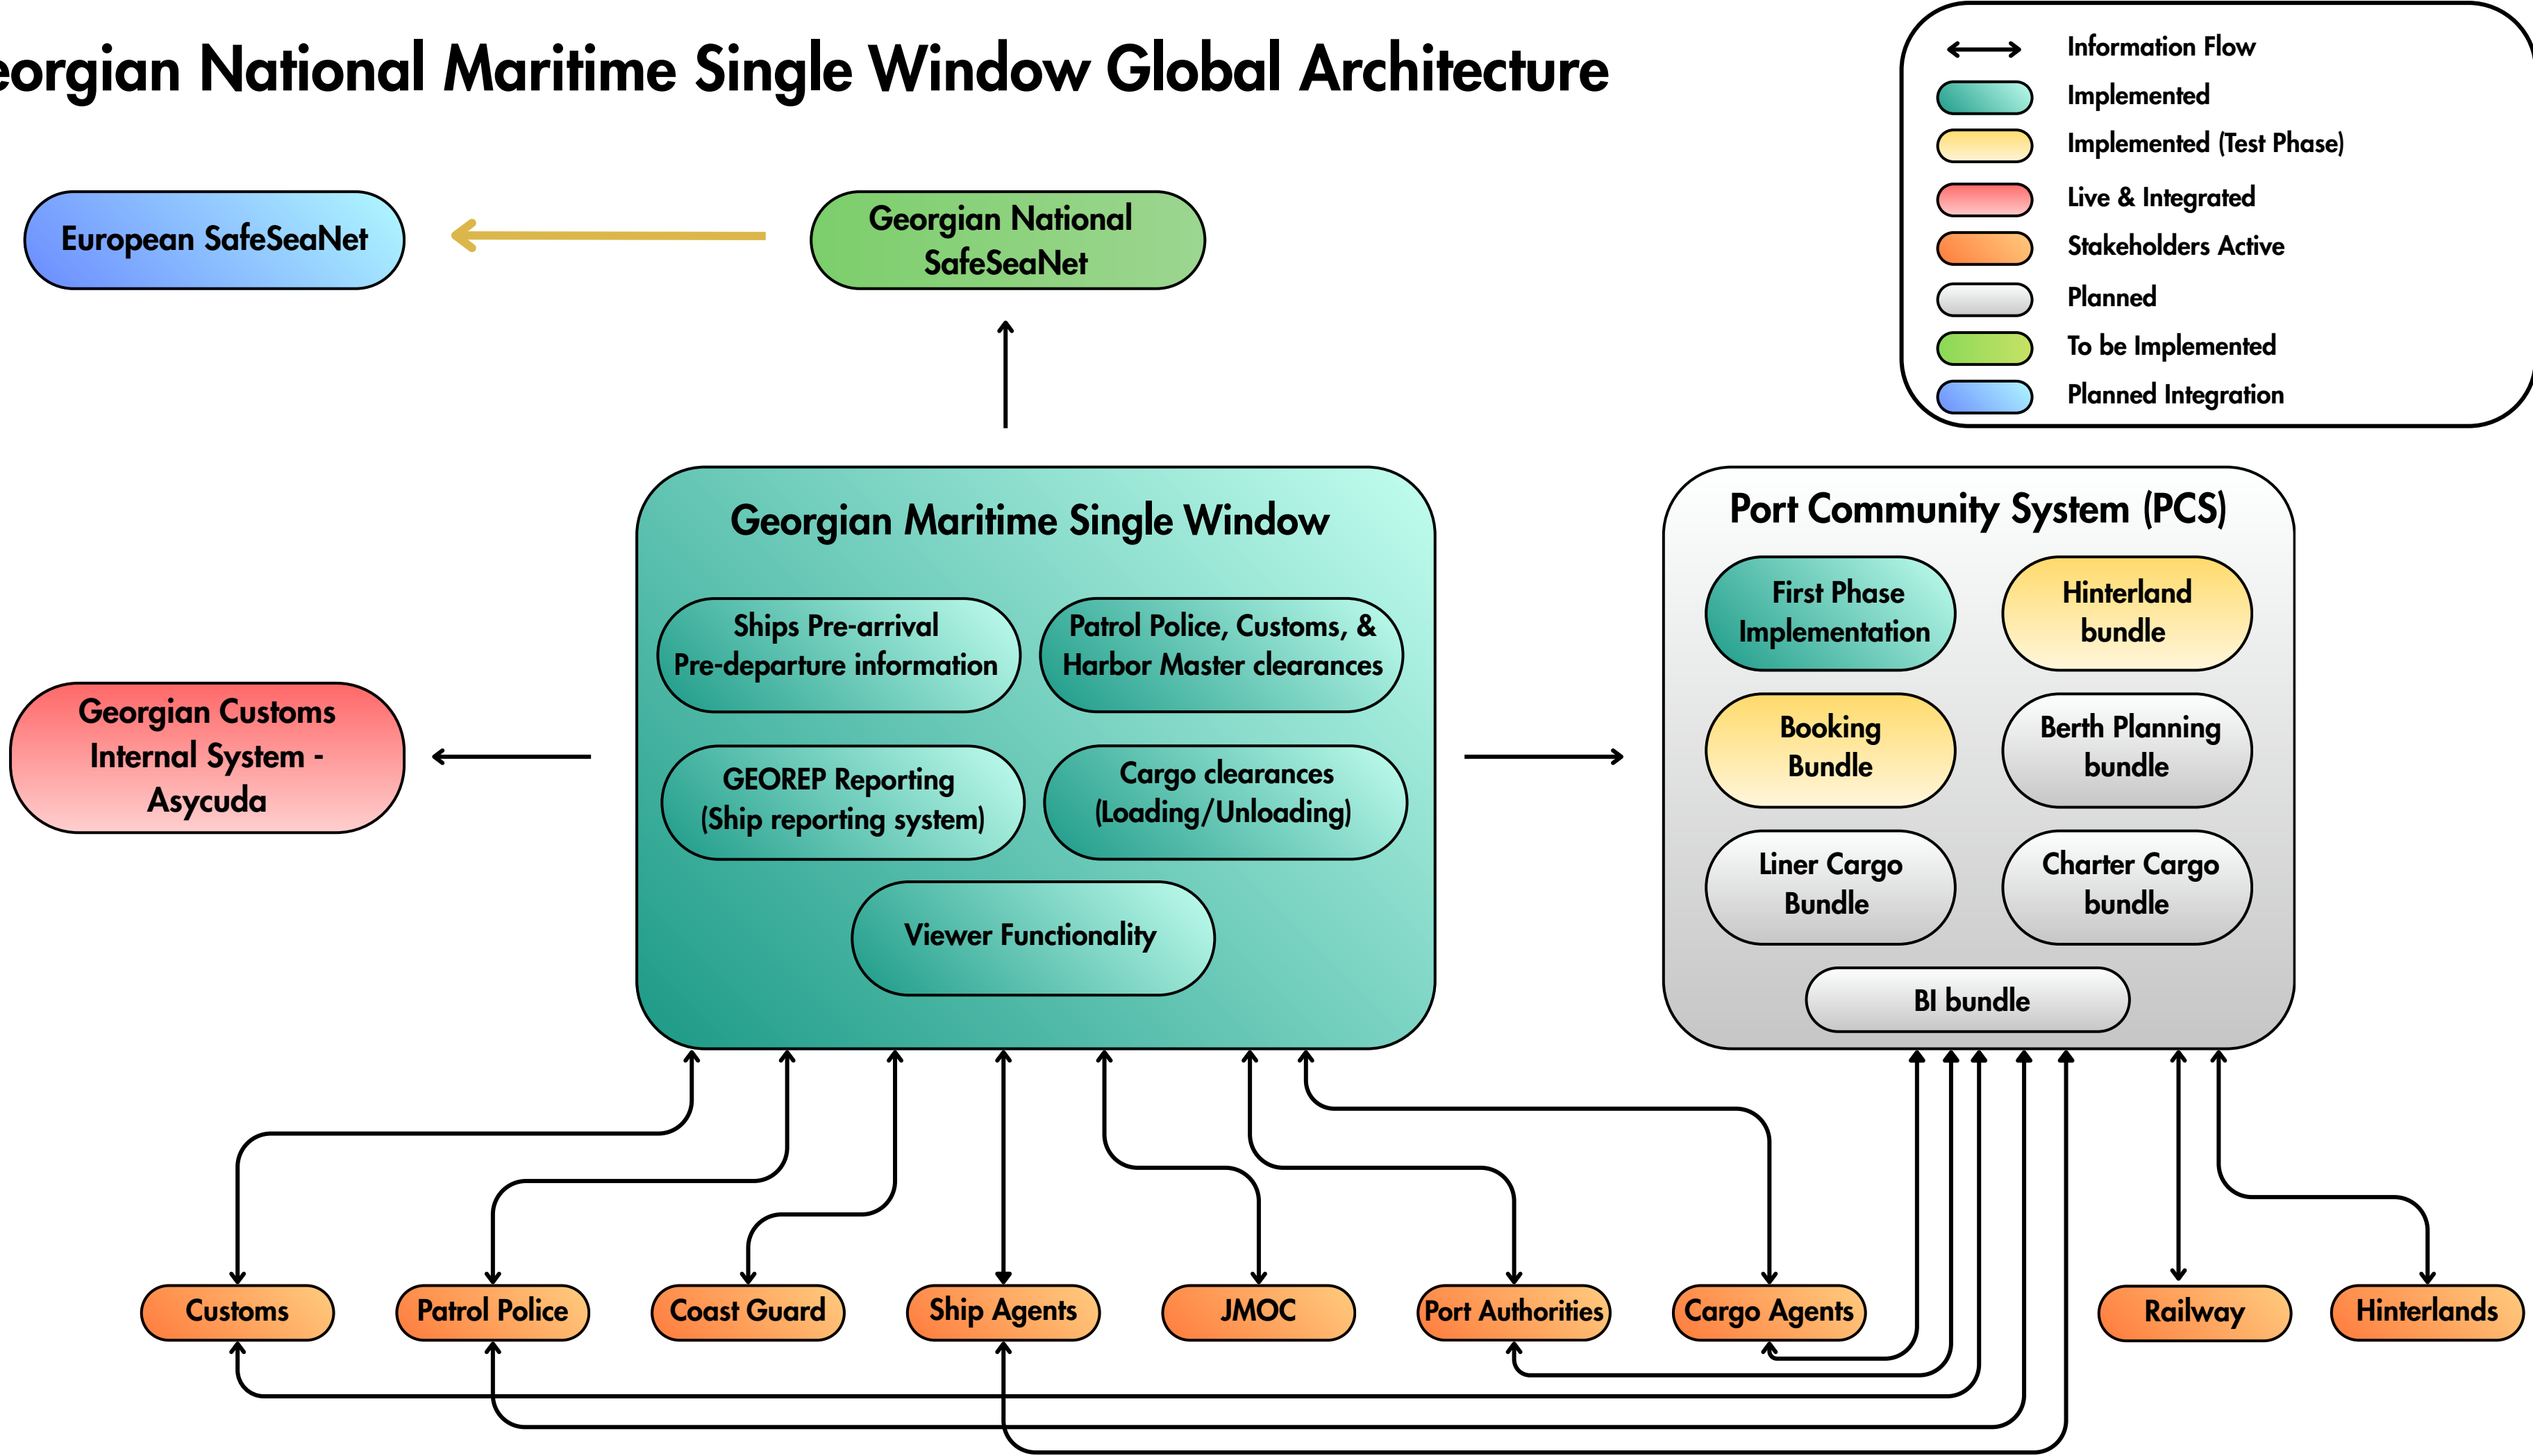 eorgian National Maritime Single Window Global Architecture
Information Flow
Implemented
Implemented (Test Phase)
Live & Integrated
Stakeholders Active
Planned
To be Implemented
Planned Integration
European SafeSeaNet
Georgian National
SafeSeaNet
Georgian Customs
Internal System -
Asycuda
Georgian Maritime Single Window
Ships Pre-arrival
Pre-departure information
Patrol Police, Customs, &
Harbor Master clearances
GEOREP Reporting
(Ship reporting system)
Cargo clearances
(Loading/Unloading)
Viewer Functionality
Port Community System (PCS)
First Phase
Implementation
Hinterland
bundle
Booking
Bundle
Berth Planning
bundle
Liner Cargo
Bundle
Charter Cargo
bundle
BI bundle
Customs
Patrol Police
Coast Guard
Ship Agents
JMOC
Port Authorities
Cargo Agents
Railway
Hinterlands